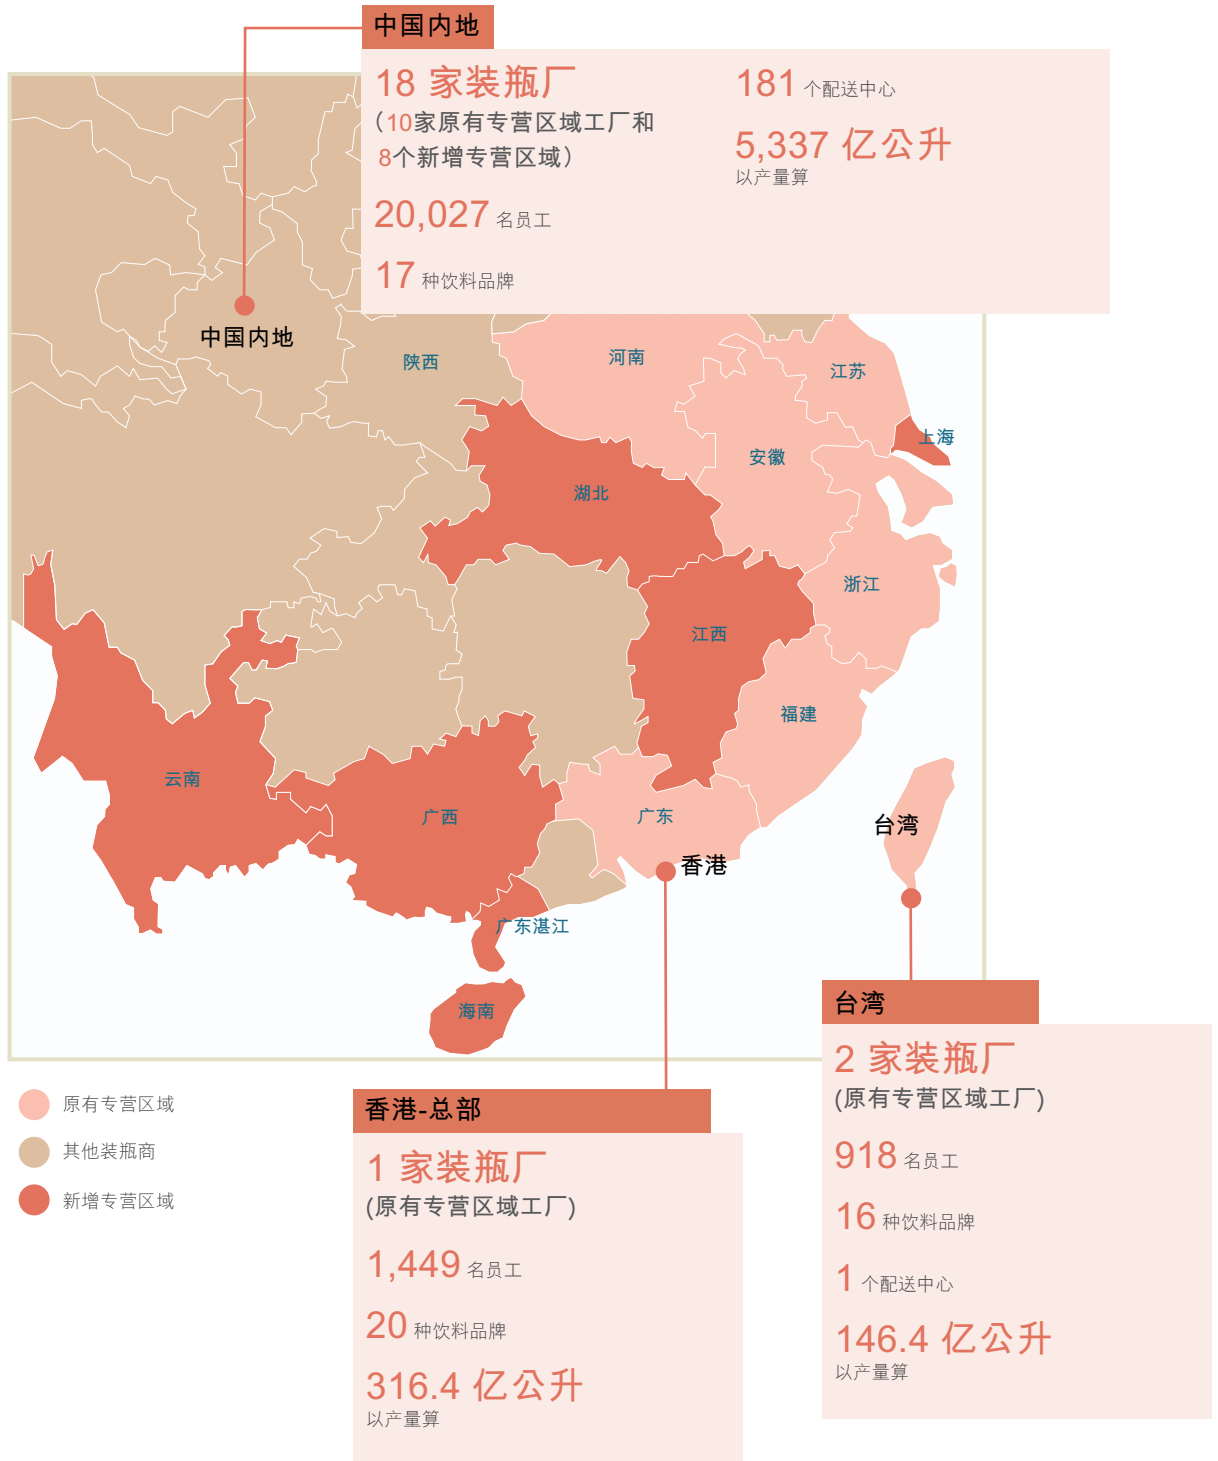 中国内地
18 家装瓶厂
（10家原有专营区域工厂和
8个新增专营区域）
20,027 名员工
17 种饮料品牌
181 个配送中心
5,337 亿公升
以产量算
中国内地
陕西
河南
江苏
上海
安徽
湖北
浙江
江西
福建
云南
广西
广东
台湾
香港
广东湛江
海南
原有专营区域
其他装瓶商
新增专营区域
香港-总部
1 家装瓶厂
(原有专营区域工厂)
1,449 名员工
20 种饮料品牌
316.4 亿公升
以产量算
台湾
2 家装瓶厂
(原有专营区域工厂)
918 名员工
16 种饮料品牌
1 个配送中心
146.4 亿公升
以产量算